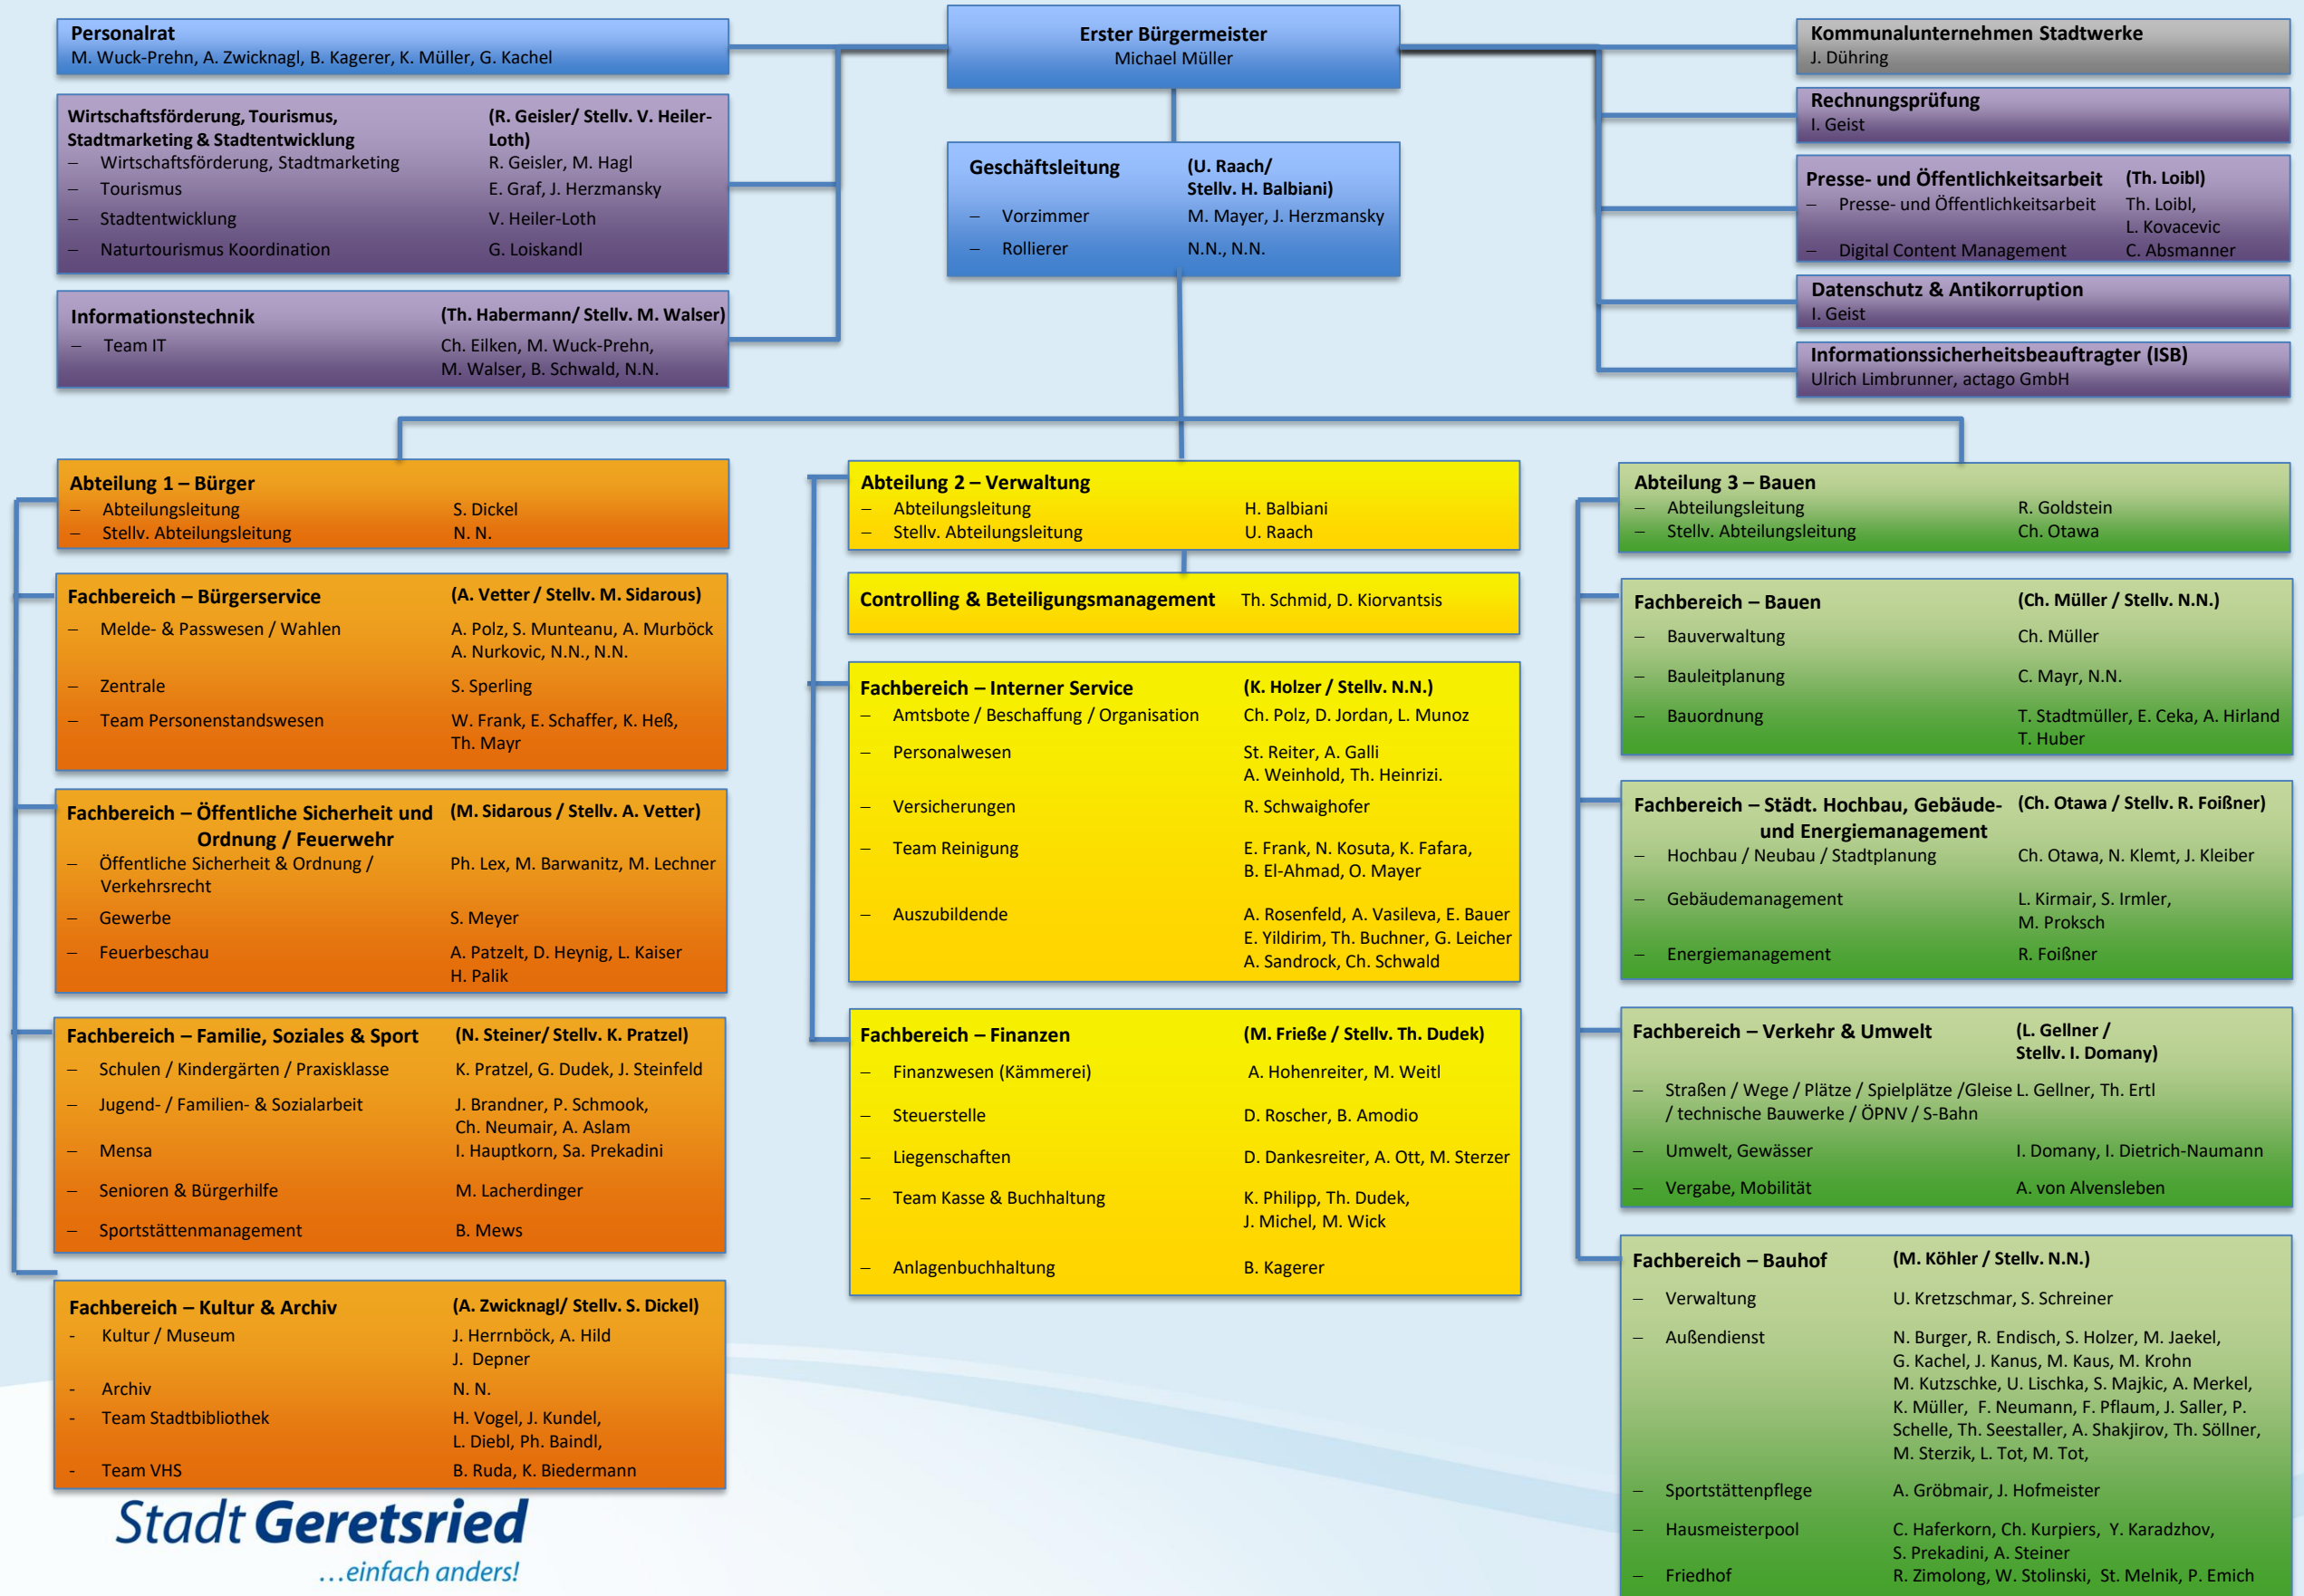 Personalrat
M. Wuck-Prehn, A. Zwicknagl, B. Kagerer, K. Müller, G. Kachel
Erster Bürgermeister
Michael Müller
Kommunalunternehmen Stadtwerke
J. Dühring
Wirtschaftsförderung, Tourismus, (R. Geisler/ Stellv. V. Heiler-
Stadtmarketing & Stadtentwicklung Loth)
– Wirtschaftsförderung, Stadtmarketing R. Geisler, M. Hagl
– Tourismus E. Graf, J. Herzmansky
– Stadtentwicklung V. Heiler-Loth
– Naturtourismus Koordination G. Loiskandl
Informationstechnik (Th. Habermann/ Stellv. M. Walser)
– Team IT Ch. Eilken, M. Wuck-Prehn,
M. Walser, B. Schwald, N.N.
Geschäftsleitung (U. Raach/
Stellv. H. Balbiani)
– Vorzimmer M. Mayer, J. Herzmansky
– Rollierer N.N., N.N.
Rechnungsprüfung
I. Geist
Presse- und Öffentlichkeitsarbeit (Th. Loibl)
– Presse- und Öffentlichkeitsarbeit Th. Loibl,
L. Kovacevic
– Digital Content Management C. Absmanner
Datenschutz & Antikorruption
I. Geist
Informationssicherheitsbeauftragter (ISB)
Ulrich Limbrunner, actago GmbH
Abteilung 1 – Bürger
– Abteilungsleitung S. Dickel
– Stellv. Abteilungsleitung N. N.
Fachbereich – Bürgerservice (A. Vetter / Stellv. M. Sidarous)
– Melde- & Passwesen / Wahlen A. Polz, S. Munteanu, A. Murböck
A. Nurkovic, N.N., N.N.
– Zentrale S. Sperling
– Team Personenstandswesen W. Frank, E. Schaffer, K. Heß,
Th. Mayr
Fachbereich – Öffentliche Sicherheit und (M. Sidarous / Stellv. A. Vetter)
Ordnung / Feuerwehr
– Öffentliche Sicherheit & Ordnung / Ph. Lex, M. Barwanitz, M. Lechner
Verkehrsrecht
– Gewerbe S. Meyer
– Feuerbeschau A. Patzelt, D. Heynig, L. Kaiser
H. Palik
Fachbereich – Familie, Soziales & Sport (N. Steiner/ Stellv. K. Pratzel)
– Schulen / Kindergärten / Praxisklasse K. Pratzel, G. Dudek, J. Steinfeld
– Jugend- / Familien- & Sozialarbeit J. Brandner, P. Schmook,
Ch. Neumair, A. Aslam
– Mensa I. Hauptkorn, Sa. Prekadini
– Senioren & Bürgerhilfe M. Lacherdinger
– Sportstättenmanagement B. Mews
Fachbereich – Kultur & Archiv (A. Zwicknagl/ Stellv. S. Dickel)
- Kultur / Museum J. Herrnböck, A. Hild
J. Depner
- Archiv N. N.
- Team Stadtbibliothek H. Vogel, J. Kundel,
L. Diebl, Ph. Baindl,
- Team VHS B. Ruda, K. Biedermann
Abteilung 2 – Verwaltung
– Abteilungsleitung H. Balbiani
– Stellv. Abteilungsleitung U. Raach
Controlling & Beteiligungsmanagement Th. Schmid, D. Kiorvantsis
Fachbereich – Interner Service (K. Holzer / Stellv. N.N.)
– Amtsbote / Beschaffung / Organisation Ch. Polz, D. Jordan, L. Munoz
– Personalwesen St. Reiter, A. Galli
A. Weinhold, Th. Heinrizi.
– Versicherungen R. Schwaighofer
– Team Reinigung E. Frank, N. Kosuta, K. Fafara,
B. El-Ahmad, O. Mayer
– Auszubildende A. Rosenfeld, A. Vasileva, E. Bauer
E. Yildirim, Th. Buchner, G. Leicher
A. Sandrock, Ch. Schwald
Fachbereich – Finanzen (M. Frieße / Stellv. Th. Dudek)
– Finanzwesen (Kämmerei) A. Hohenreiter, M. Weitl
– Steuerstelle D. Roscher, B. Amodio
– Liegenschaften D. Dankesreiter, A. Ott, M. Sterzer
– Team Kasse & Buchhaltung K. Philipp, Th. Dudek,
J. Michel, M. Wick
– Anlagenbuchhaltung B. Kagerer
Abteilung 3 – Bauen
– Abteilungsleitung R. Goldstein
– Stellv. Abteilungsleitung Ch. Otawa
Fachbereich – Bauen (Ch. Müller / Stellv. N.N.)
– Bauverwaltung Ch. Müller
– Bauleitplanung C. Mayr, N.N.
– Bauordnung T. Stadtmüller, E. Ceka, A. Hirland
T. Huber
Fachbereich – Städt. Hochbau, Gebäude- (Ch. Otawa / Stellv. R. Foißner)
und Energiemanagement
– Hochbau / Neubau / Stadtplanung Ch. Otawa, N. Klemt, J. Kleiber
– Gebäudemanagement L. Kirmair, S. Irmler,
M. Proksch
– Energiemanagement R. Foißner
Fachbereich – Verkehr & Umwelt (L. Gellner /
Stellv. I. Domany)
– Straßen / Wege / Plätze / Spielplätze /Gleise L. Gellner, Th. Ertl
/ technische Bauwerke / ÖPNV / S-Bahn
– Umwelt, Gewässer I. Domany, I. Dietrich-Naumann
– Vergabe, Mobilität A. von Alvensleben
Fachbereich – Bauhof (M. Köhler / Stellv. N.N.)
– Verwaltung U. Kretzschmar, S. Schreiner
– Außendienst N. Burger, R. Endisch, S. Holzer, M. Jaekel,
G. Kachel, J. Kanus, M. Kaus, M. Krohn
M. Kutzschke, U. Lischka, S. Majkic, A. Merkel,
K. Müller, F. Neumann, F. Pflaum, J. Saller, P.
Schelle, Th. Seestaller, A. Shakjirov, Th. Söllner,
M. Sterzik, L. Tot, M. Tot,
– Sportstättenpflege A. Gröbmair, J. Hofmeister
– Hausmeisterpool C. Haferkorn, Ch. Kurpiers, Y. Karadzhov,
S. Prekadini, A. Steiner
– Friedhof R. Zimolong, W. Stolinski, St. Melnik, P. Emich
Stadt Geretsried
...einfach anders!